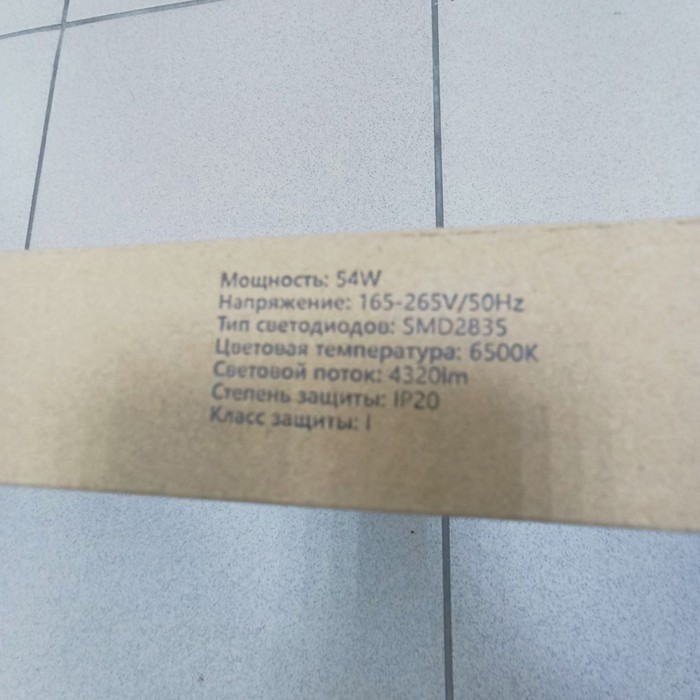 Мощность: 54W
Напряжение: 165-265V/50Hz
Тип светодиодов: SMD2835
Цветовая температура: 6500K
Световой поток: 4320lm
Степень защиты: IP20
Класс защиты: I